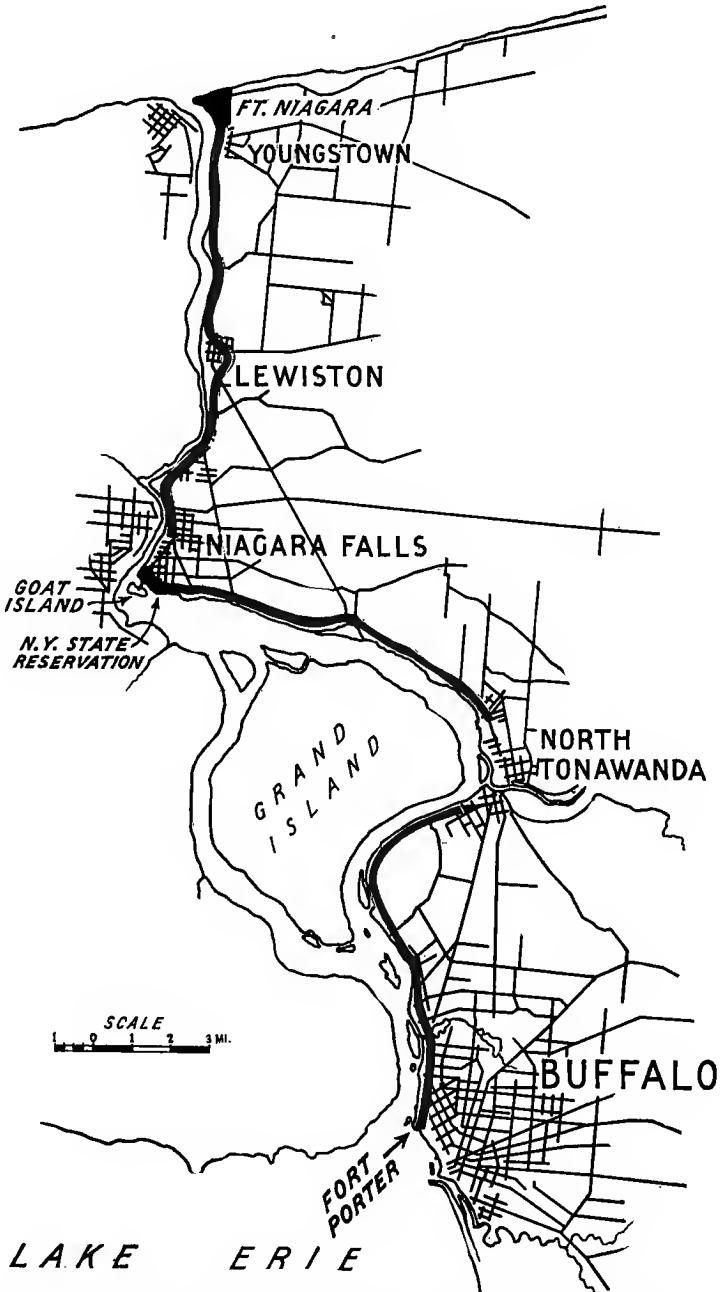 FT. NIAGARA
YOUNGSTOWN
LEWISTON
NIAGARA FALLS
GOAT
ISLAND
N.Y. STATE
RESERVATION
GRAND
ISLAND
NORTH
TONAWANDA
SCALE
1 0 1 2 3 MI.
BUFFALO
FORT
PORTER
LAKE ERIE